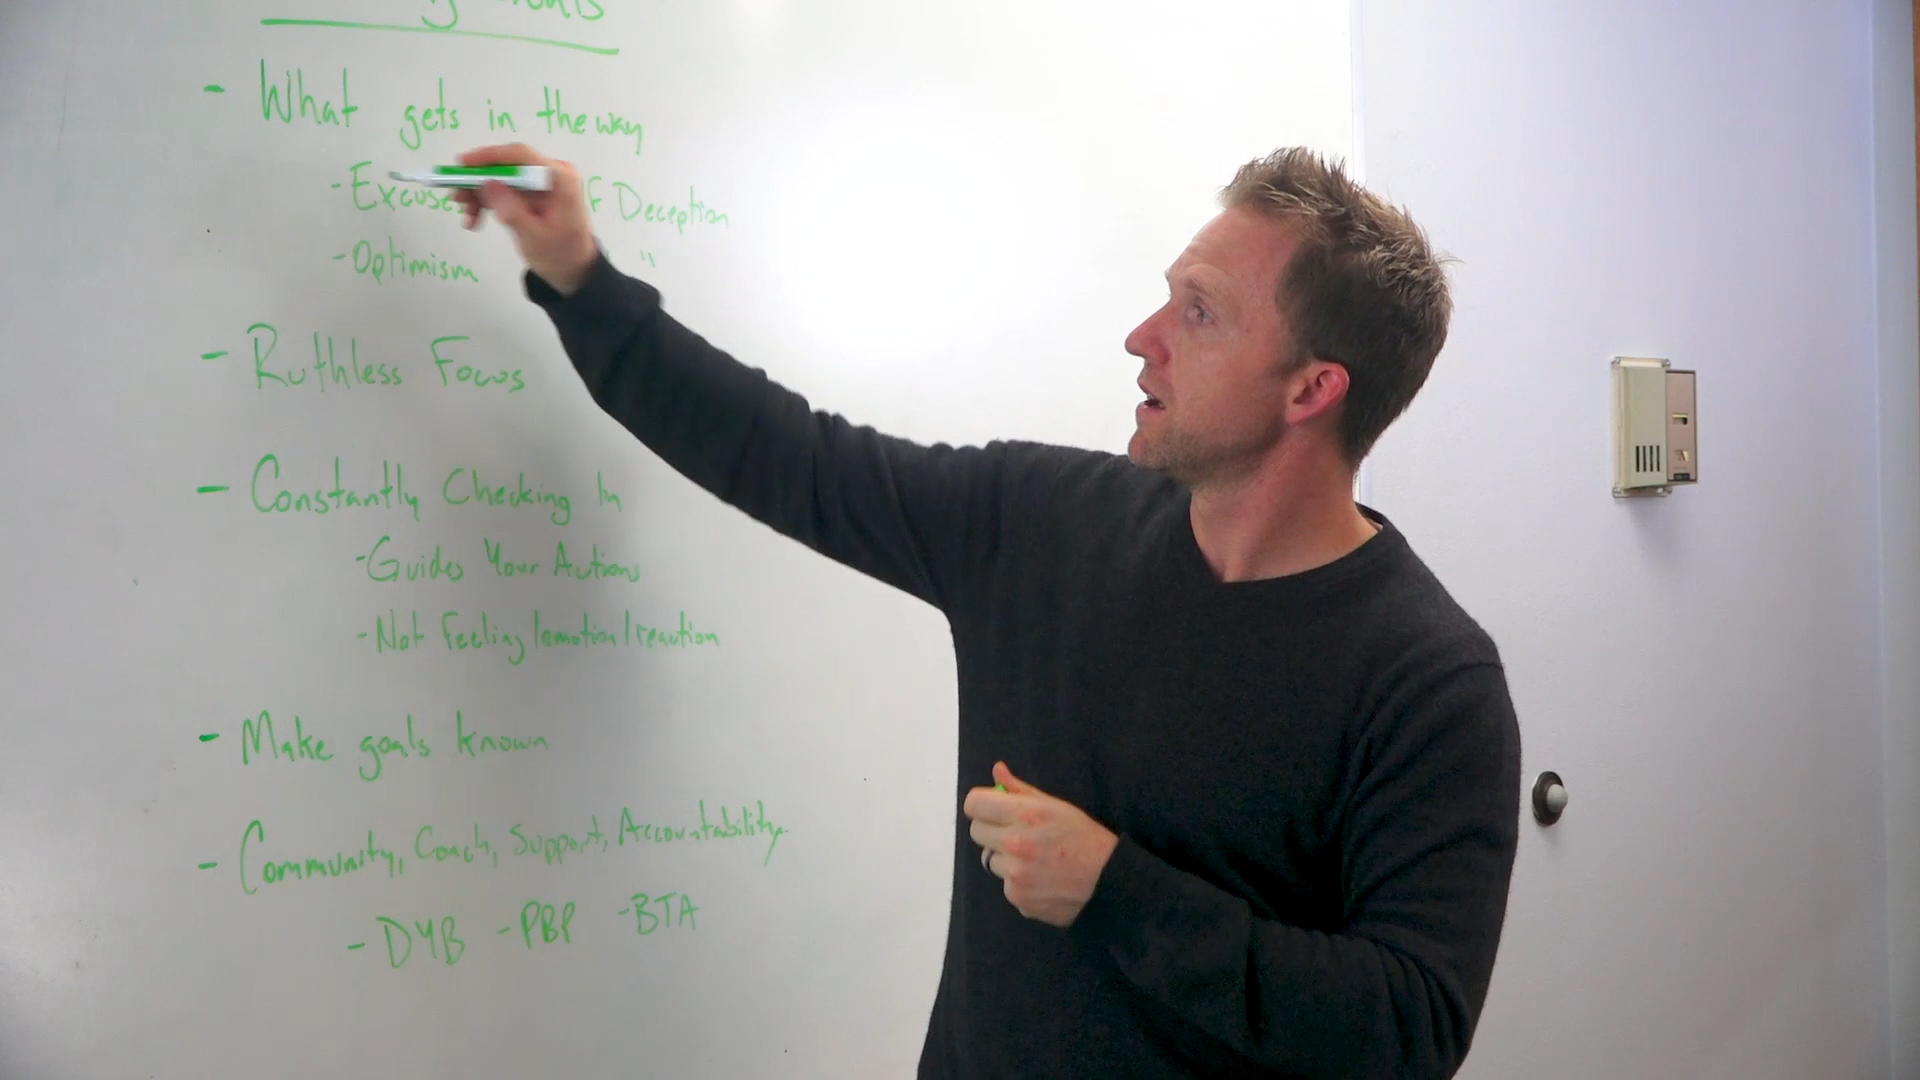 - What gets in the way
- Excuses Deception
- Optimism "
- Ruthless Focus
- Constantly Checking In
- Guides Your Actions
- Not feeling/emotion/reaction
- Make goals known
- Community, Coach, Support, Accountability
- DYB - PBP - BTA